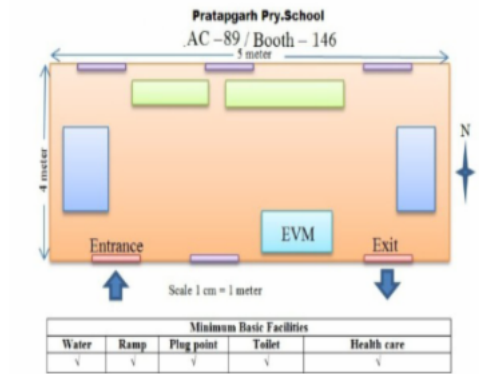 Pratapgarh Pry.School
AC –89 / Booth – 146
5 meter
4 meter
N
EVM
Entrance
Exit
Scale 1 cm = 1 meter
Minimum Basic Facilities
Water Ramp Plug point Toilet Health care
√ √ √ √ √